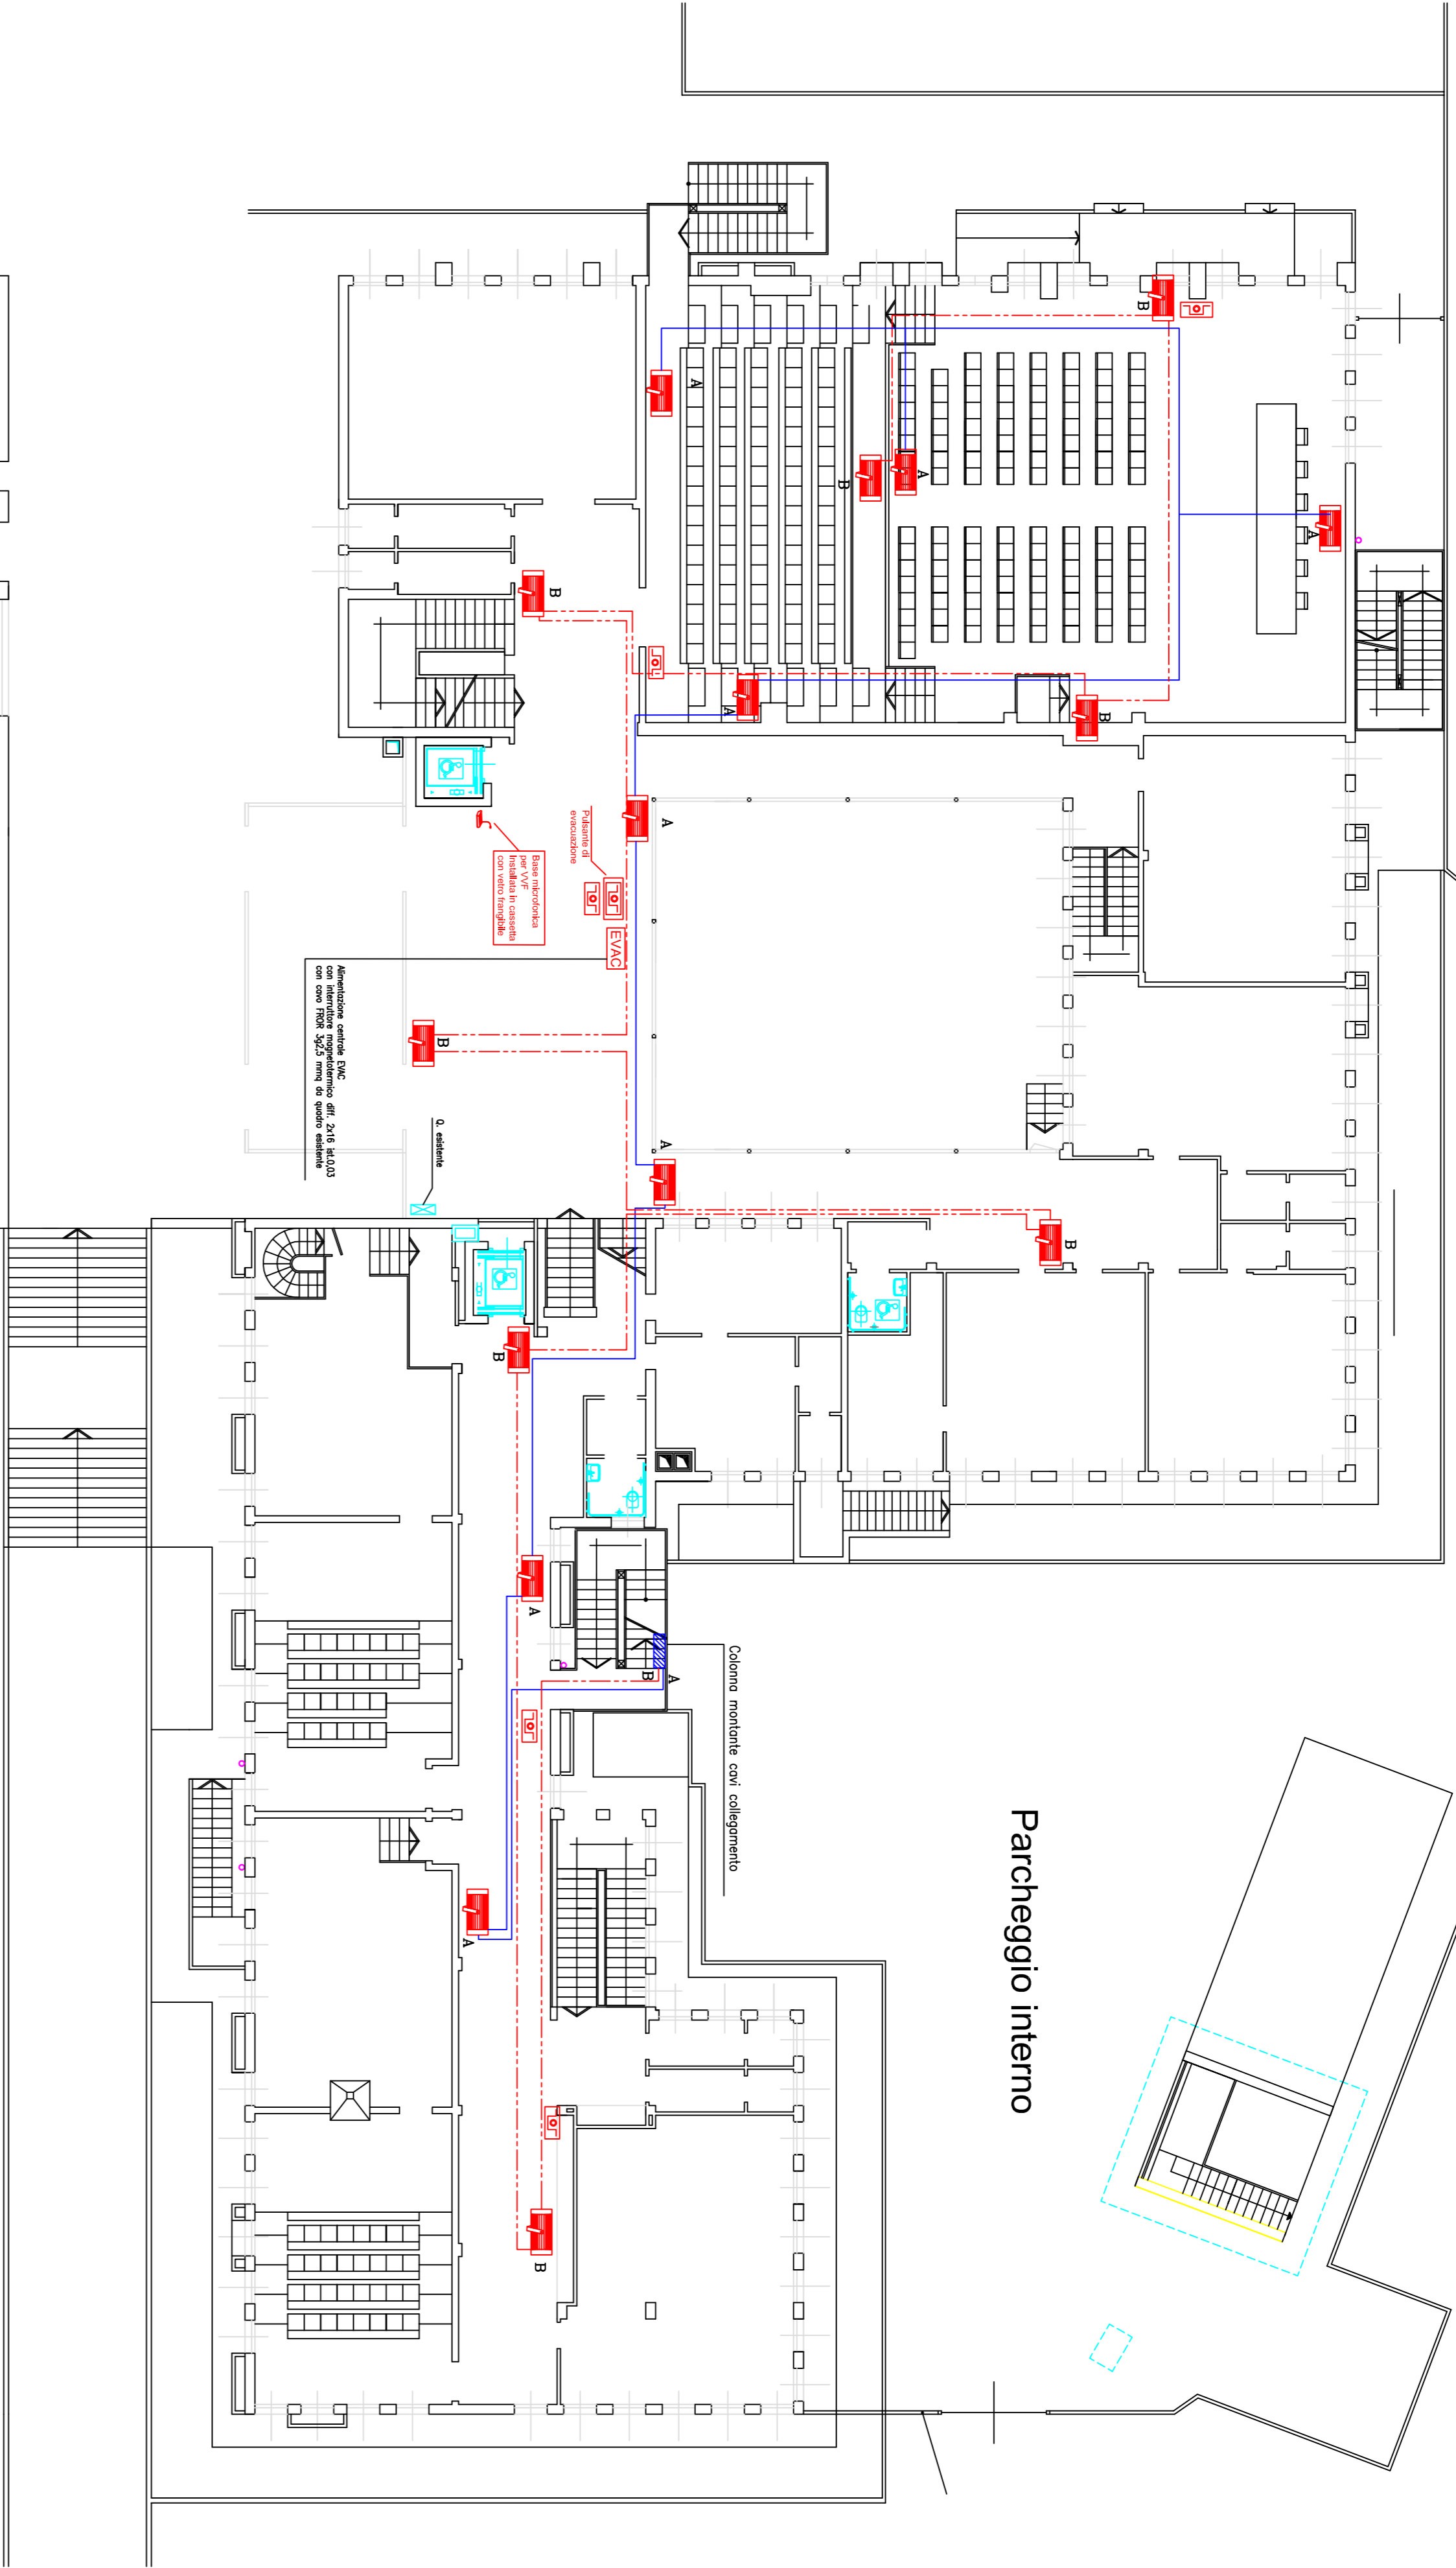 B
A
A
B
A
B
A
B
Pulsante di
evacuazione
Base microfonica
per VVF
Installata in cassetta
con vetro frangibile
A
EVAC
Alimentazione centrale EVAC
con interruttore magnetotermico diff. 2x16 ist.0,03
con cavo FROR 3g2,5 mmq da quadro esistente
B
Q. esistente
A
B
B
A
Colonna montante cavi collegamento
A
B
A
B
Parcheggio interno